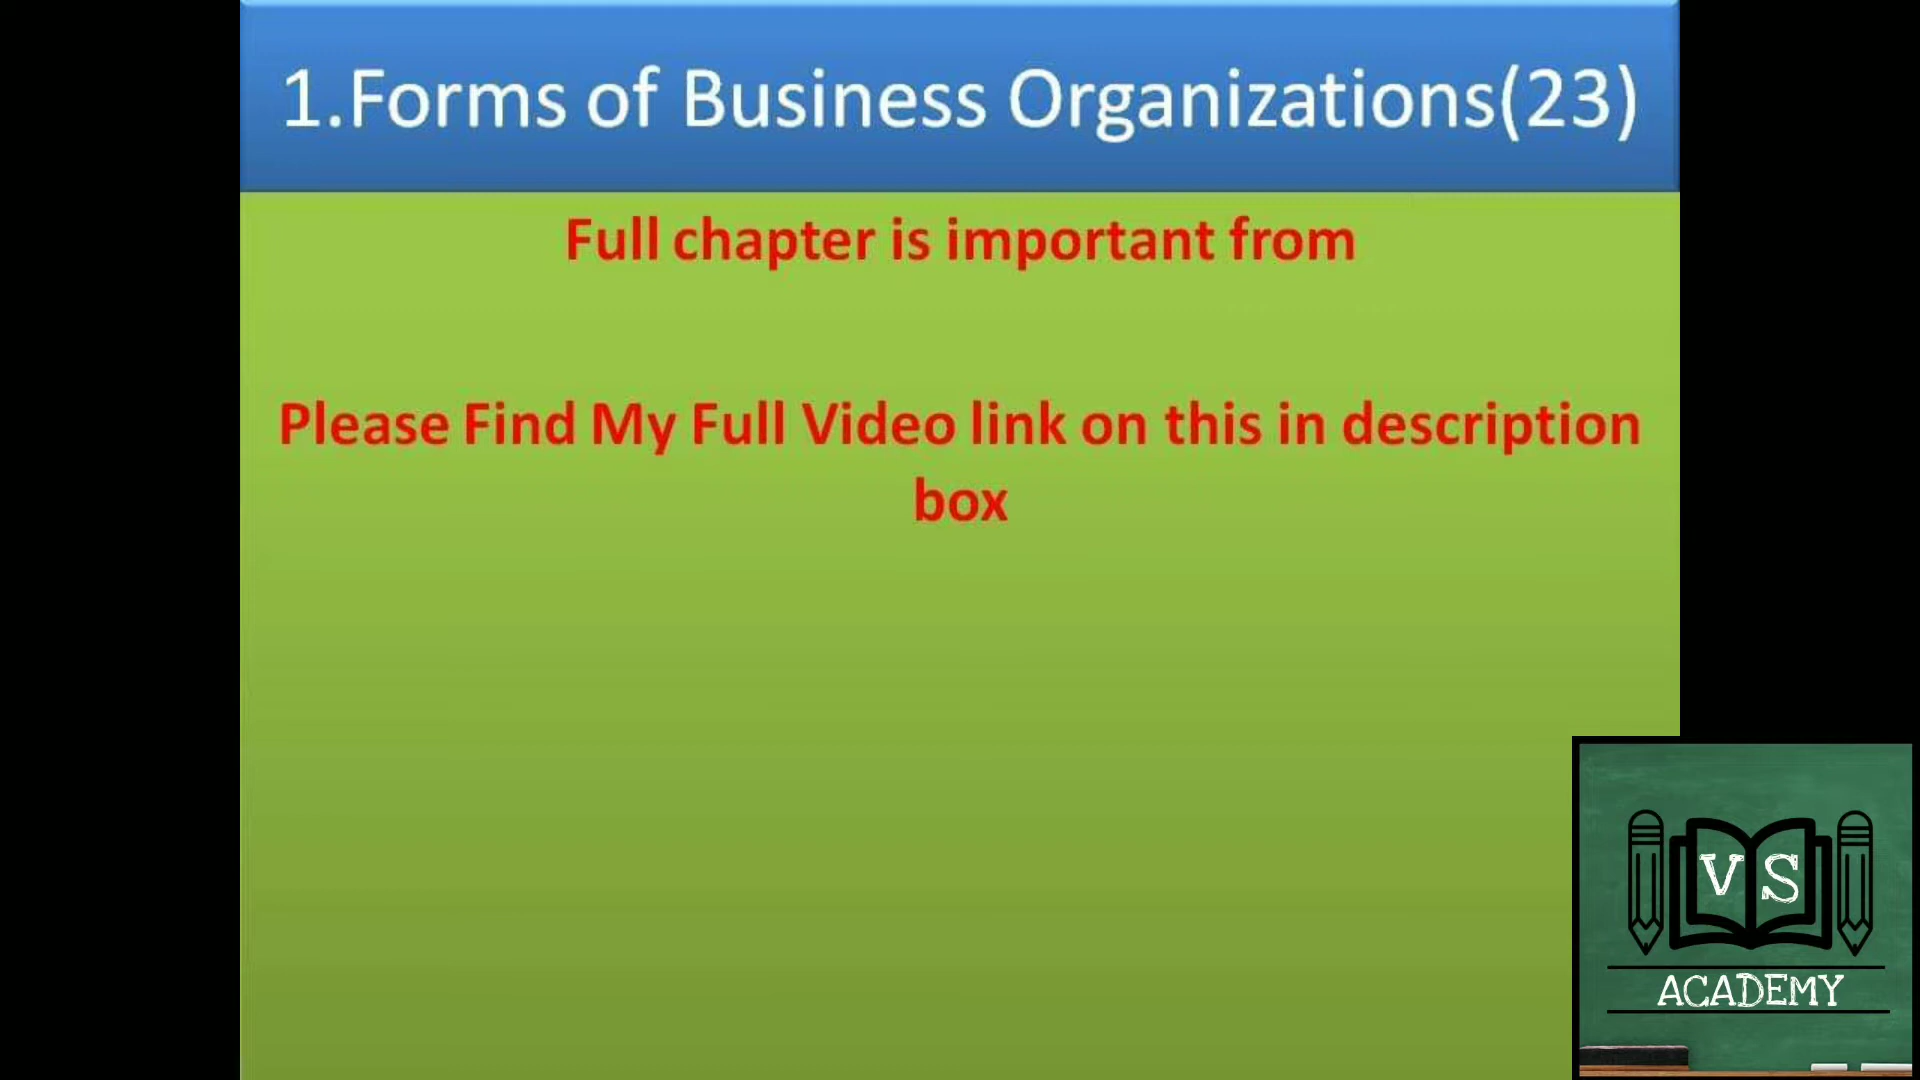 1.Forms of Business Organizations(23)
Full chapter is important from
Please Find My Full Video link on this in description
box
VS
ACADEMY